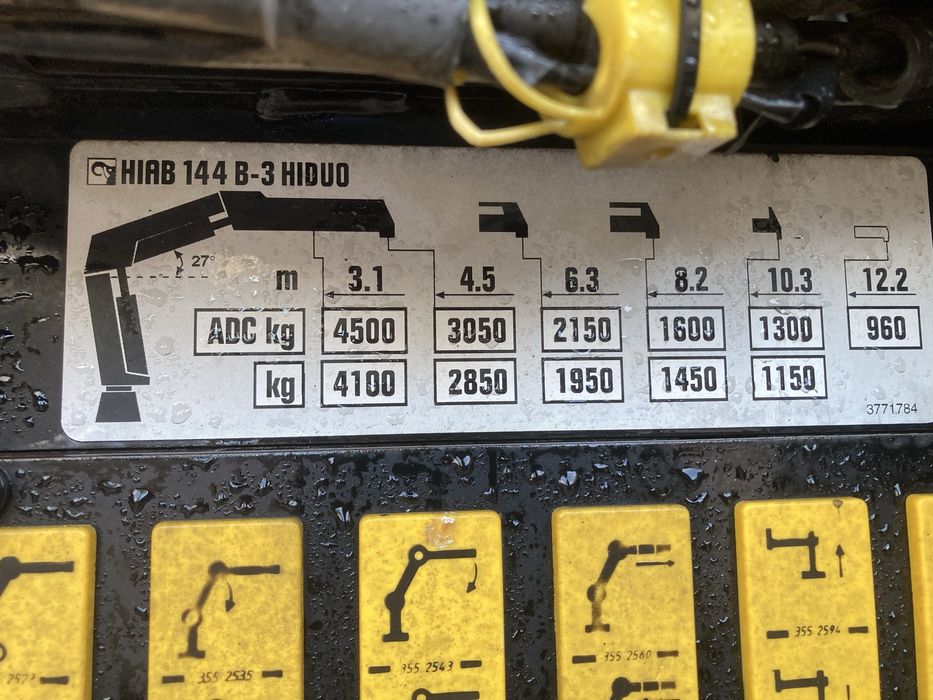 HIAB 144 B-3 HIDUO
27°
m 3.1 4.5 6.3 8.2 10.3 12.2
ADC kg 4500 3050 2150 1600 1300 960
kg 4100 2850 1950 1450 1150
3771784
355 2535
355 2543
355 2560
355 2594